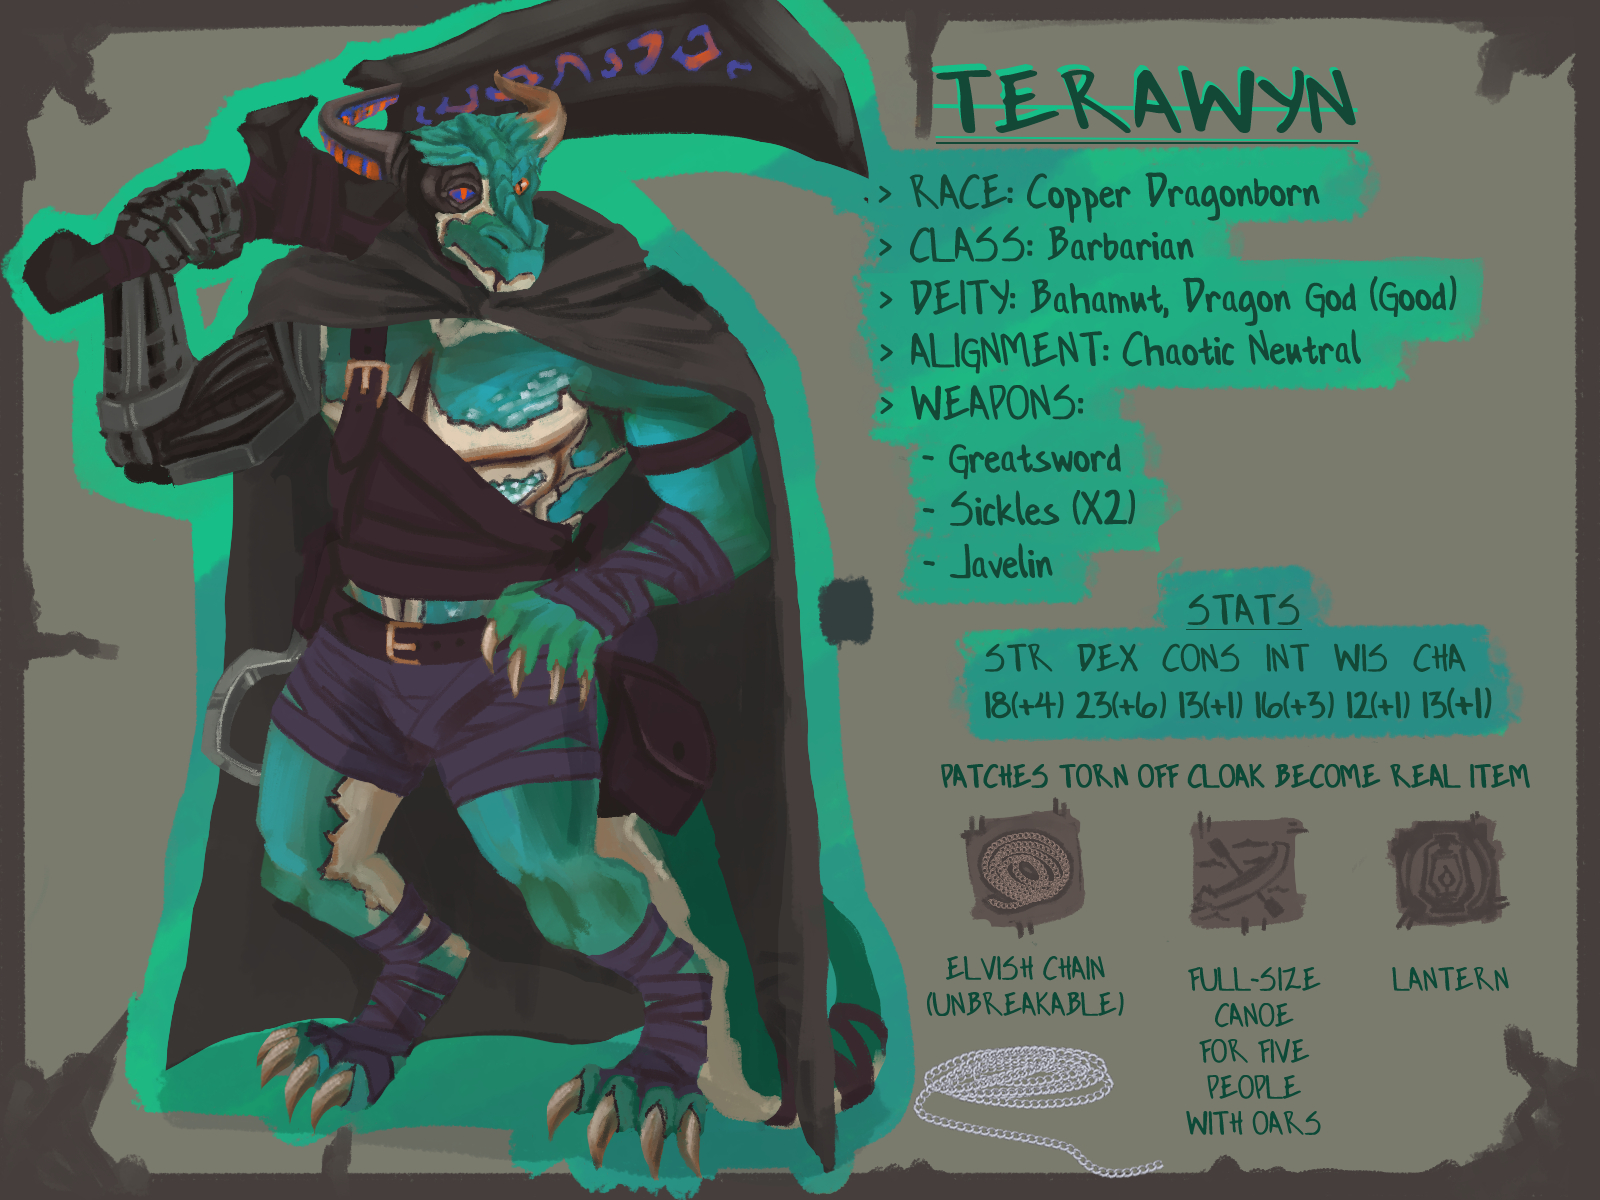 TERAWYN
> RACE: Copper Dragonborn
> CLASS: Barbarian
> DEITY: Bahamut, Dragon God (Good)
> ALIGNMENT: Chaotic Neutral
> WEAPONS:
- Greatsword
- Sickles (X2)
- Javelin
STATS
STR DEX CONS INT WIS CHA
18(+4) 23(+6) 13(+1) 16(+3) 12(+1) 13(+1)
PATCHES TORN OFF CLOAK BECOME REAL ITEM
ELVISH CHAIN
(UNBREAKABLE)
FULL-SIZE
CANOE
FOR FIVE
PEOPLE
WITH OARS
LANTERN